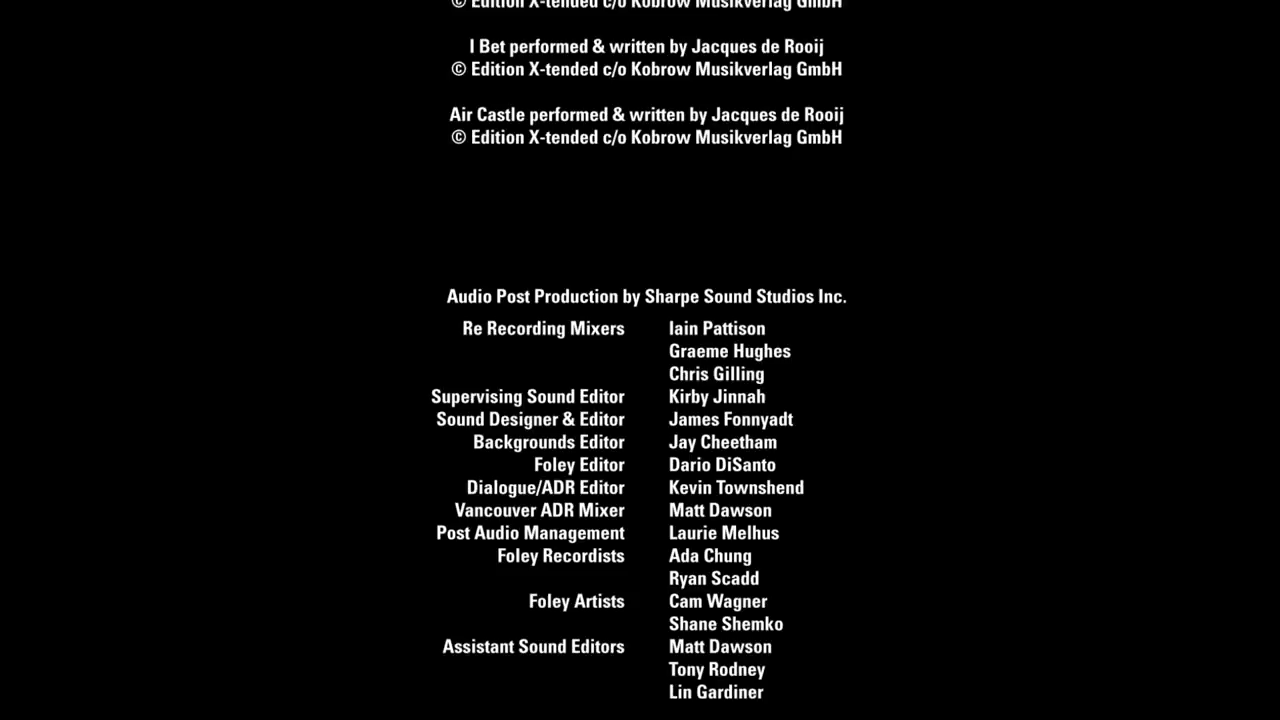 © Edition X-tended c/o Kobrow Musikverlag GmbH
I Bet performed & written by Jacques de Rooij
© Edition X-tended c/o Kobrow Musikverlag GmbH
Air Castle performed & written by Jacques de Rooij
© Edition X-tended c/o Kobrow Musikverlag GmbH
Audio Post Production by Sharpe Sound Studios Inc.
Re Recording Mixers Iain Pattison
Graeme Hughes
Chris Gilling
Supervising Sound Editor Kirby Jinnah
Sound Designer & Editor James Fonnyadt
Backgrounds Editor Jay Cheetham
Foley Editor Dario DiSanto
Dialogue/ADR Editor Kevin Townshend
Vancouver ADR Mixer Matt Dawson
Post Audio Management Laurie Melhus
Foley Recordists Ada Chung
Ryan Scadd
Foley Artists Cam Wagner
Shane Shemko
Assistant Sound Editors Matt Dawson
Tony Rodney
Lin Gardiner